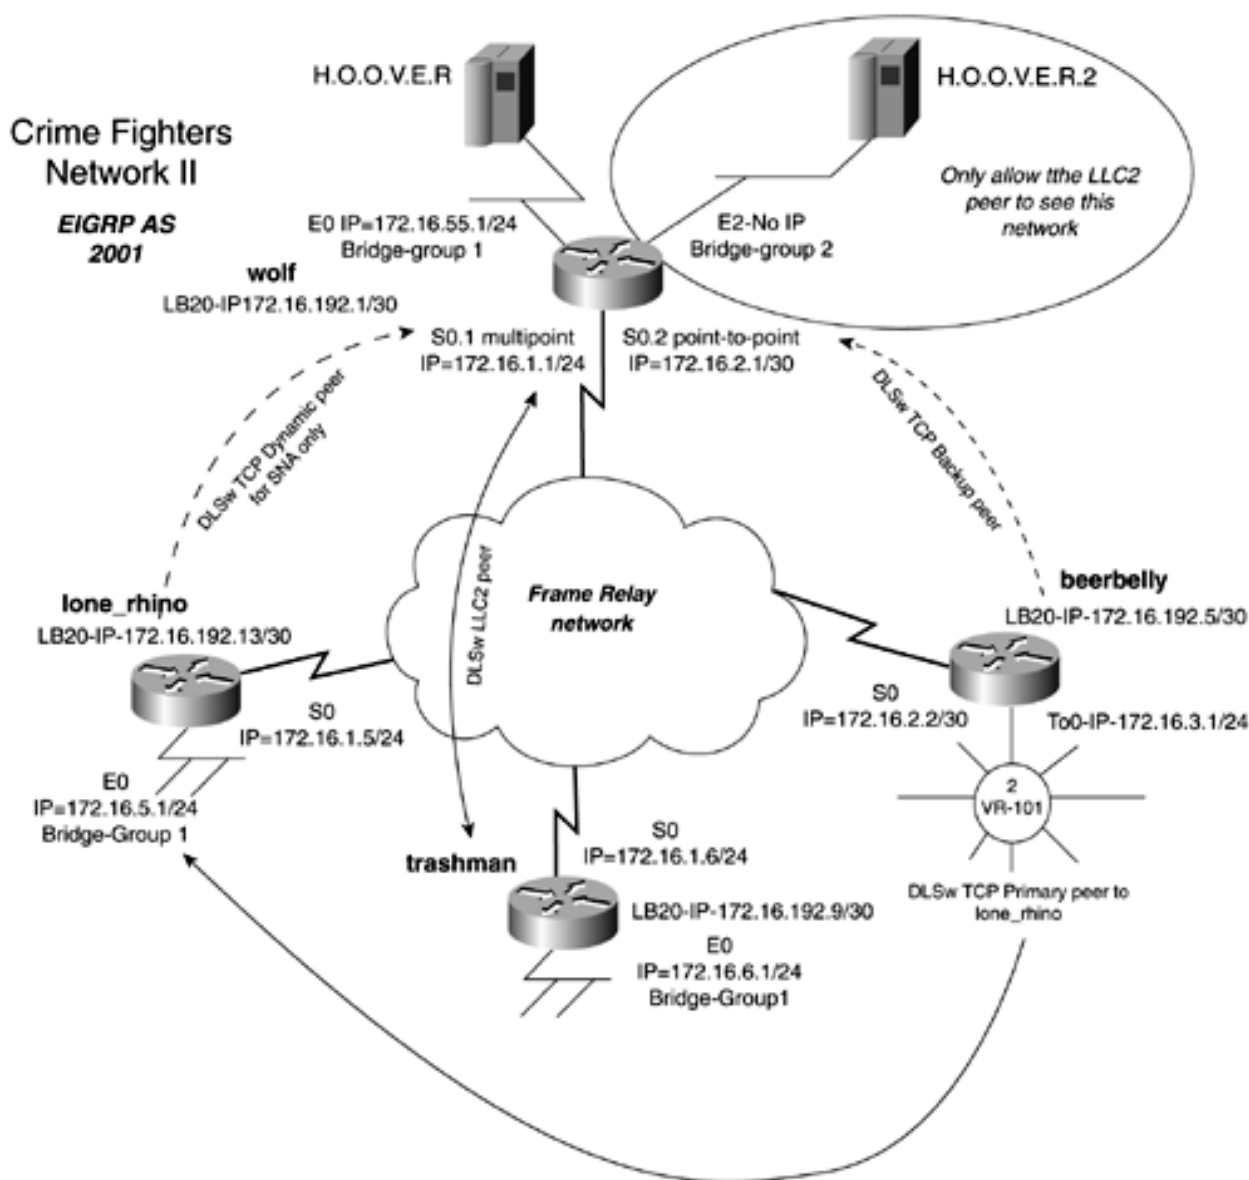 H.O.O.V.E.R
H.O.O.V.E.R.2
Crime Fighters
Network II
EIGRP AS
2001
Only allow tthe LLC2
peer to see this
network
E0 IP=172.16.55.1/24
Bridge-group 1
E2-No IP
Bridge-group 2
wolf
LB20-IP172.16.192.1/30
S0.1 multipoint
IP=172.16.1.1/24
S0.2 point-to-point
IP=172.16.2.1/30
DLSw TCP Dynamic peer
for SNA only
DLSw TCP Backup peer
DLSw LLC2 peer
Frame Relay
network
lone_rhino
LB20-IP-172.16.192.13/30
beerbelly
LB20-IP-172.16.192.5/30
S0
IP=172.16.1.5/24
S0
IP=172.16.2.2/30
To0-IP-172.16.3.1/24
E0
IP=172.16.5.1/24
Bridge-Group 1
2
VR-101
trashman
S0
IP=172.16.1.6/24
DLSw TCP Primary peer to
lone_rhino
LB20-IP-172.16.192.9/30
E0
IP=172.16.6.1/24
Bridge-Group1